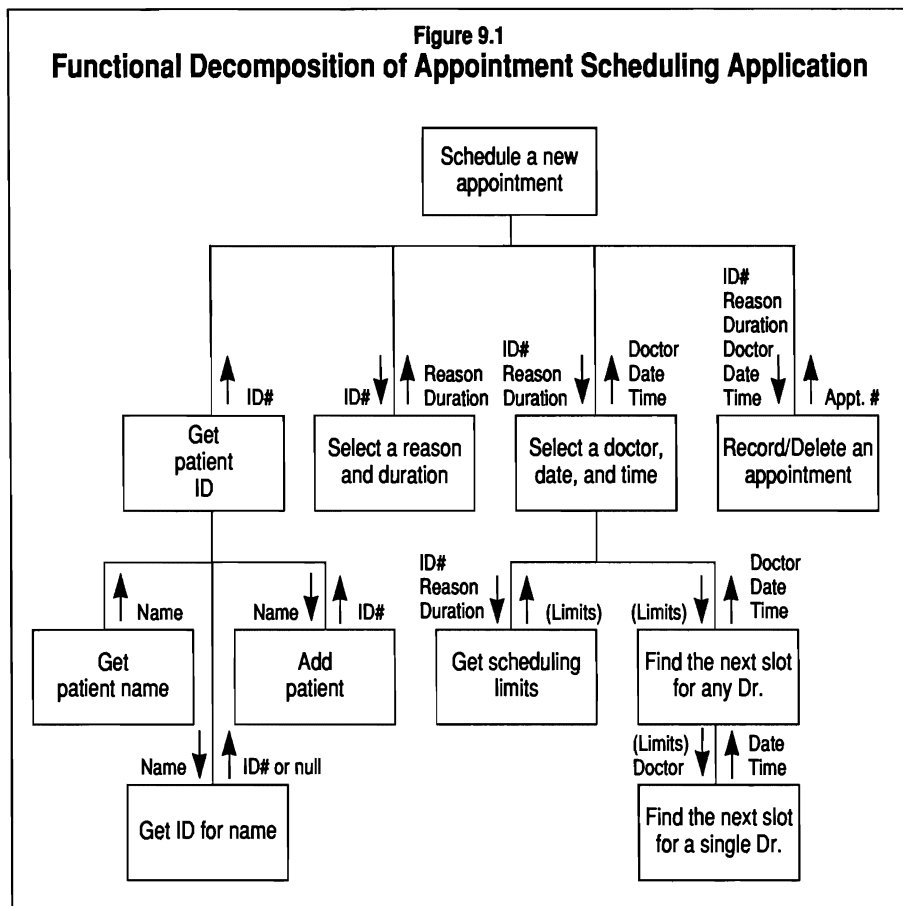 Figure 9.1
Functional Decomposition of Appointment Scheduling Application
Schedule a new
appointment
ID#
ID#
Reason
Duration
ID#
Reason
Duration
Doctor
Date
Time
ID#
Reason
Duration
Doctor
Date
Time
Appt. #
Get
patient
ID
Select a reason
and duration
Select a doctor,
date, and time
Record/Delete an
appointment
Name
Name
ID#
ID#
Reason
Duration
(Limits)
(Limits)
Doctor
Date
Time
Get
patient name
Add
patient
Get scheduling
limits
Find the next slot
for any Dr.
Name
ID# or null
(Limits)
Doctor
Date
Time
Get ID for name
Find the next slot
for a single Dr.